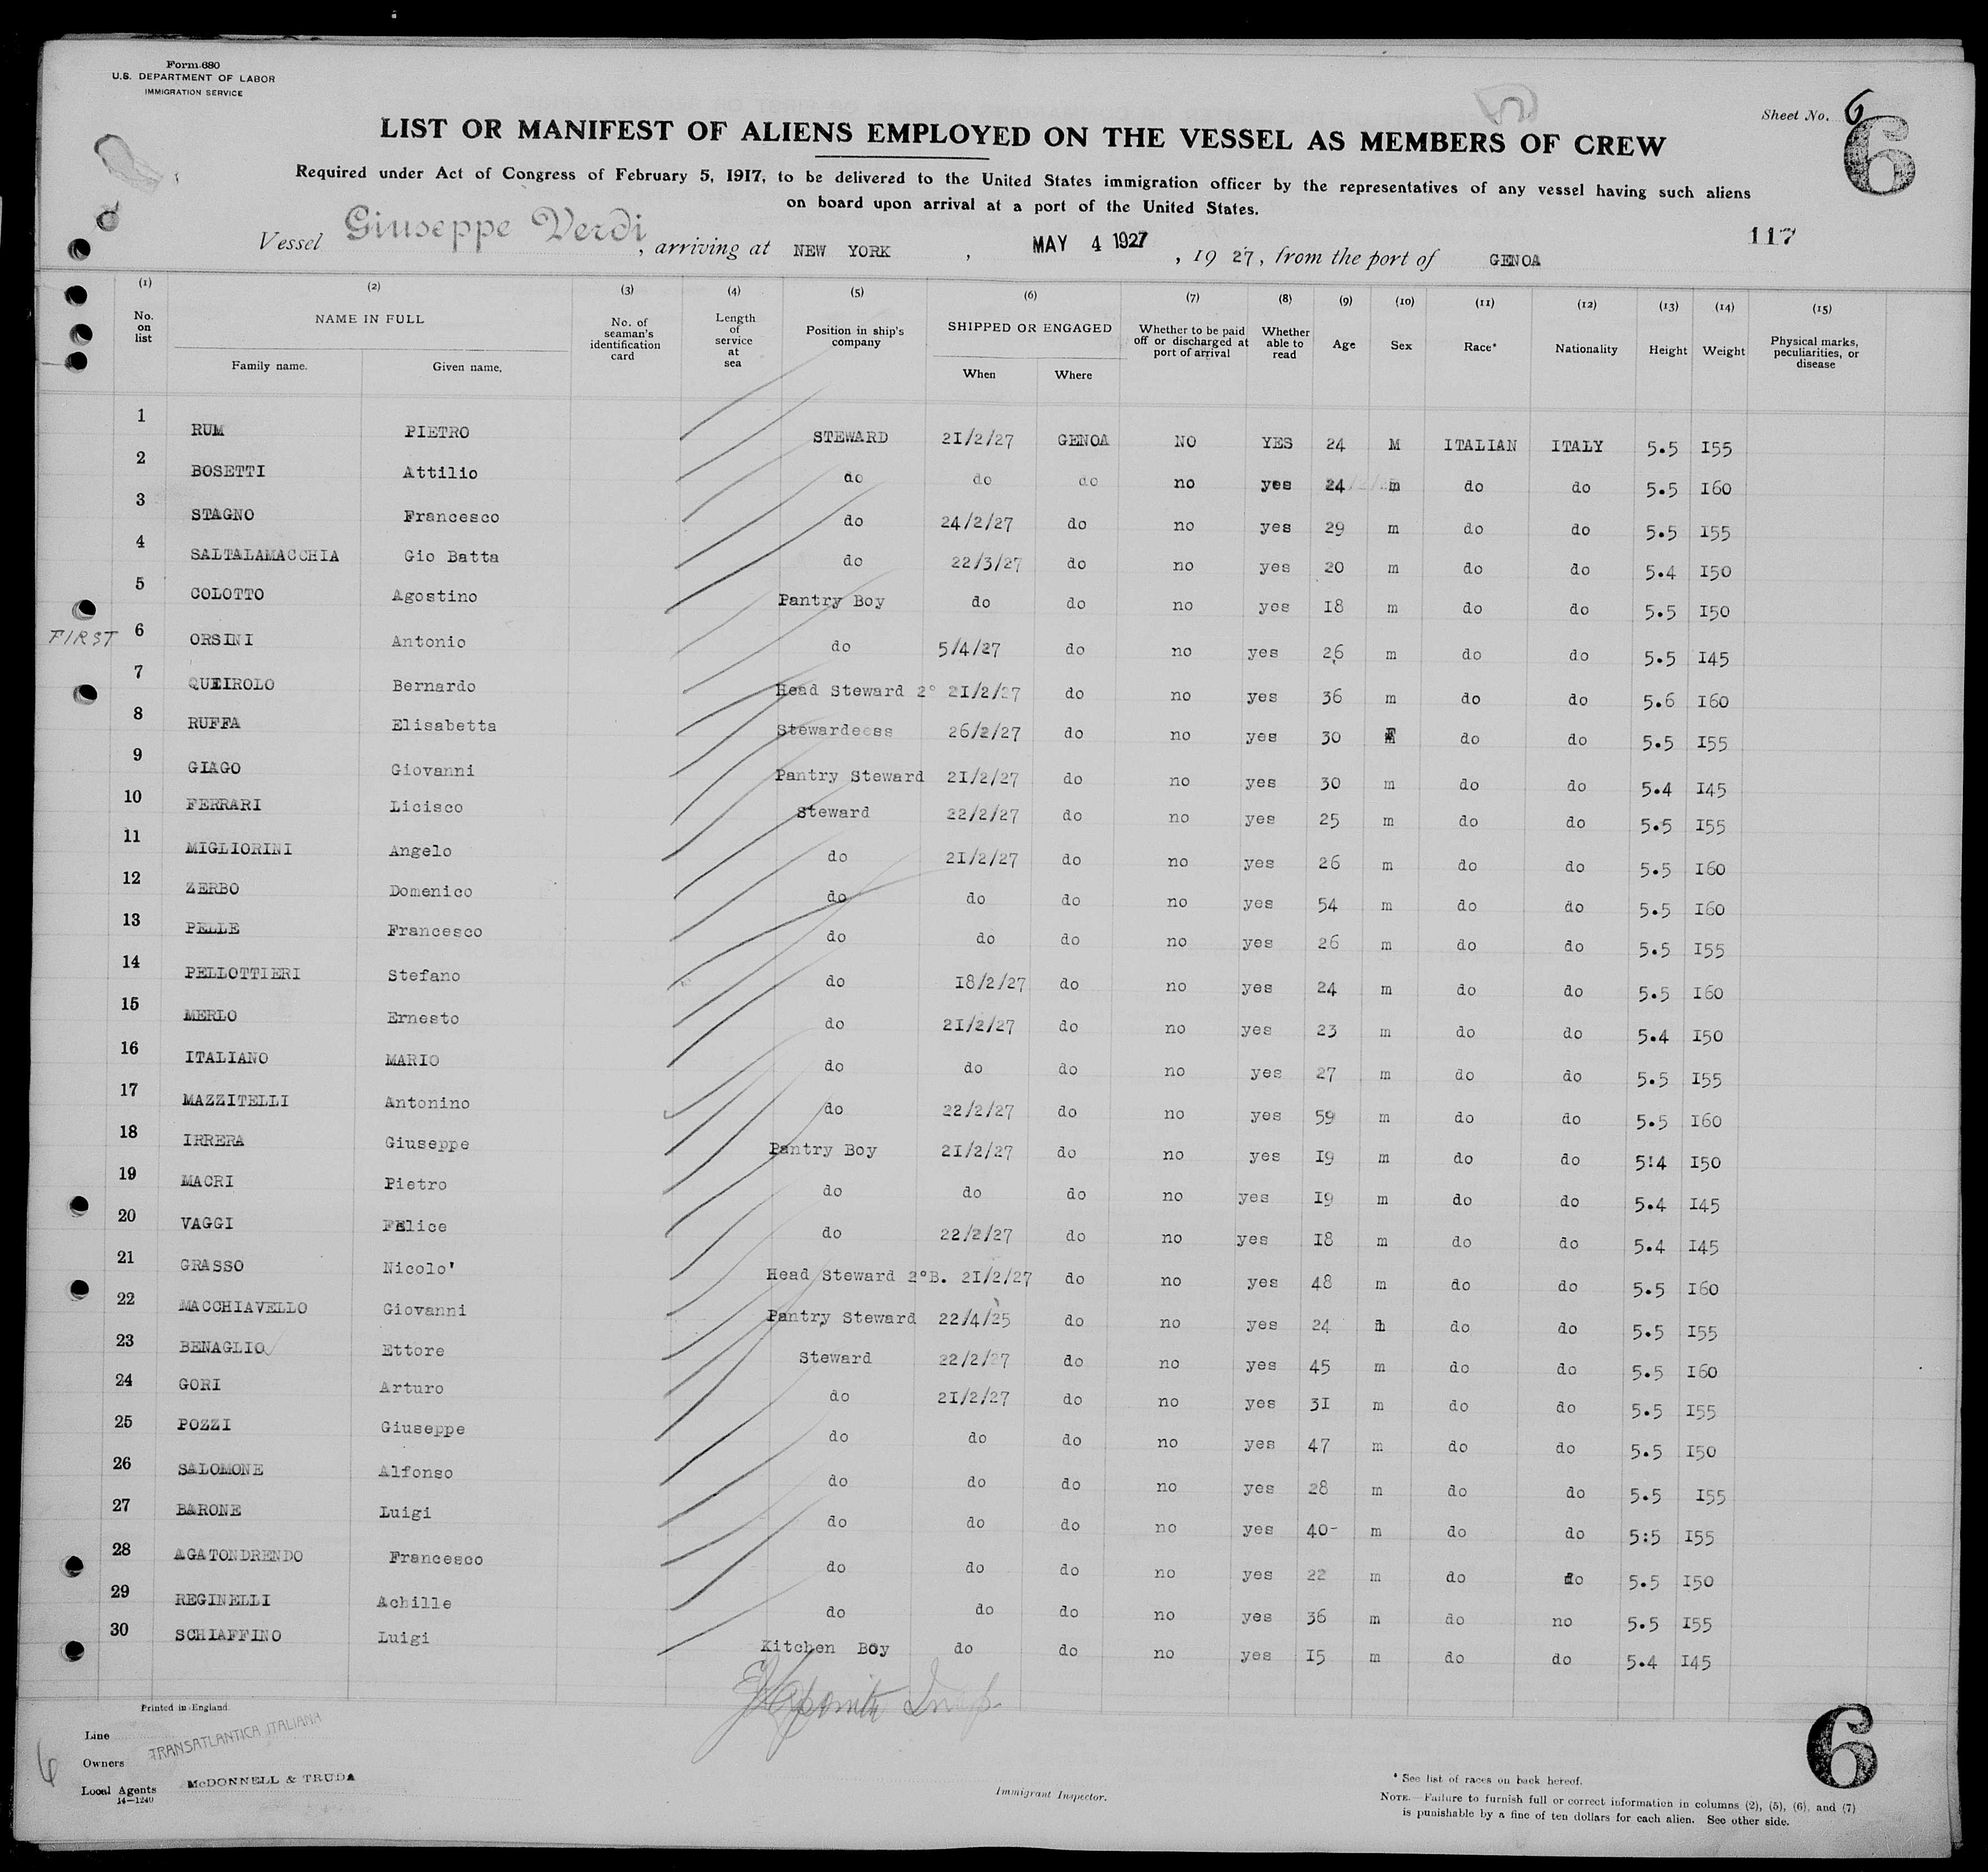 Form 680
U.S. DEPARTMENT OF LABOR
IMMIGRATION SERVICE
Sheet No. 6
6
LIST OR MANIFEST OF ALIENS EMPLOYED ON THE VESSEL AS MEMBERS OF CREW
Required under Act of Congress of February 5, 1917, to be delivered to the United States immigration officer by the representatives of any vessel having such aliens
on board upon arrival at a port of the United States.
117
Vessel Giuseppe Verdi, arriving at NEW YORK, MAY 4 1927, 19 27, from the port of GENOA
(1) (2) (3) (4) (5) (6) (7) (8) (9) (10) (11) (12) (13) (14) (15)
No. on list NAME IN FULL Family name. Given name, No. of seaman's identification card Length of service at sea Position in ship's company SHIPPED OR ENGAGED When Where Whether to be paid off or discharged at port of arrival Whether able to read Age Sex Race* Nationality Height Weight Physical marks, peculiarities, or disease
1 RUM PIETRO STEWARD 21/2/27 GENOA NO YES 24 M ITALIAN ITALY 5.5 155
2 BOSETTI Attilio do do do no yes 24 m do do 5.5 160
3 STAGNO Francesco do 24/2/27 do no yes 29 m do do 5.5 155
4 SALTALAMACCHIA Gio Batta do 22/3/27 do no yes 20 m do do 5.4 150
5 COLOTTO Agostino Pantry Boy do do no yes 18 m do do 5.5 150
FIRST 6 ORSINI Antonio do 5/4/27 do no yes 26 m do do 5.5 145
7 QUEIROLO Bernardo Head Steward 2° 21/2/27 do no yes 36 m do do 5.6 160
8 RUFFA Elisabetta Stewardeess 26/2/27 do no yes 30 F do do 5.5 155
9 GIAGO Giovanni Pantry Steward 21/2/27 do no yes 30 m do do 5.4 145
10 FERRARI Licisco Steward 22/2/27 do no yes 25 m do do 5.5 155
11 MIGLIORINI Angelo do 21/2/27 do no yes 26 m do do 5.5 160
12 ZERBO Domenico do do do no yes 54 m do do 5.5 160
13 PELLE Francesco do do do no yes 26 m do do 5.5 155
14 PELLOTTIERI Stefano do 18/2/27 do no yes 24 m do do 5.5 160
15 MERLO Ernesto do 21/2/27 do no yes 23 m do do 5.4 150
16 ITALIANO MARIO do do do no yes 27 m do do 5.5 155
17 MAZZITELLI Antonino do 22/2/27 do no yes 59 m do do 5.5 160
18 IRRERA Giuseppe Pantry Boy 21/2/27 do no yes 19 m do do 5:4 150
19 MACRI Pietro do do do no yes 19 m do do 5.4 145
20 VAGGI Felice do 22/2/27 do no yes 18 m do do 5.4 145
21 GRASSO Nicolo' Head Steward 2°B. 21/2/27 do no yes 48 m do do 5.5 160
22 MACCHIAVELLO Giovanni Pantry Steward 22/4/25 do no yes 24 m do do 5.5 155
23 BENAGLIO Ettore Steward 22/2/27 do no yes 45 m do do 5.5 160
24 GORI Arturo do 21/2/27 do no yes 31 m do do 5.5 155
25 POZZI Giuseppe do do do no yes 47 m do do 5.5 150
26 SALOMONE Alfonso do do do no yes 28 m do do 5.5 155
27 BARONE Luigi do do do no yes 40- m do do 5:5 155
28 AGATONDRENDO Francesco do do do no yes 22 m do do 5.5 150
29 REGINELLI Achille do do do no yes 36 m do no 5.5 155
30 SCHIAFFINO Luigi Kitchen Boy do do no yes 15 m do do 5.4 145
Printed in England
Line TRANSATLANTICA ITALIANA
Owners
Local Agents McDONNELL & TRUDA
14-1240
6
Immigrant Inspector.
* See list of races on back hereof.
NOTE.—Failure to furnish full or correct information in columns (2), (5), (6), and (7)
is punishable by a fine of ten dollars for each alien. See other side.
6